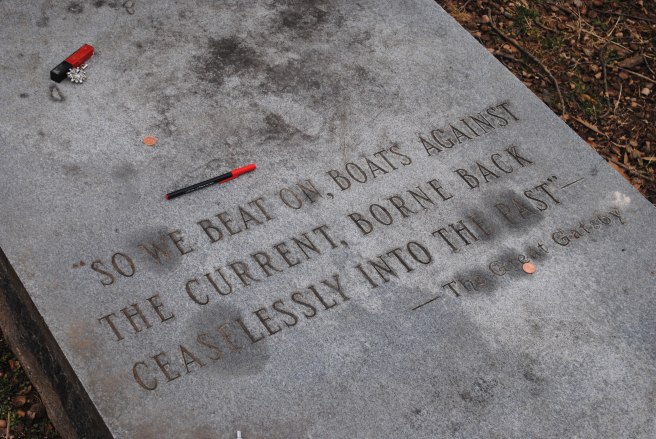 “SO WE BEAT ON, BOATS AGAINST
THE CURRENT, BORNE BACK
CEASELESSLY INTO THE PAST”—
—The Great Gatsby